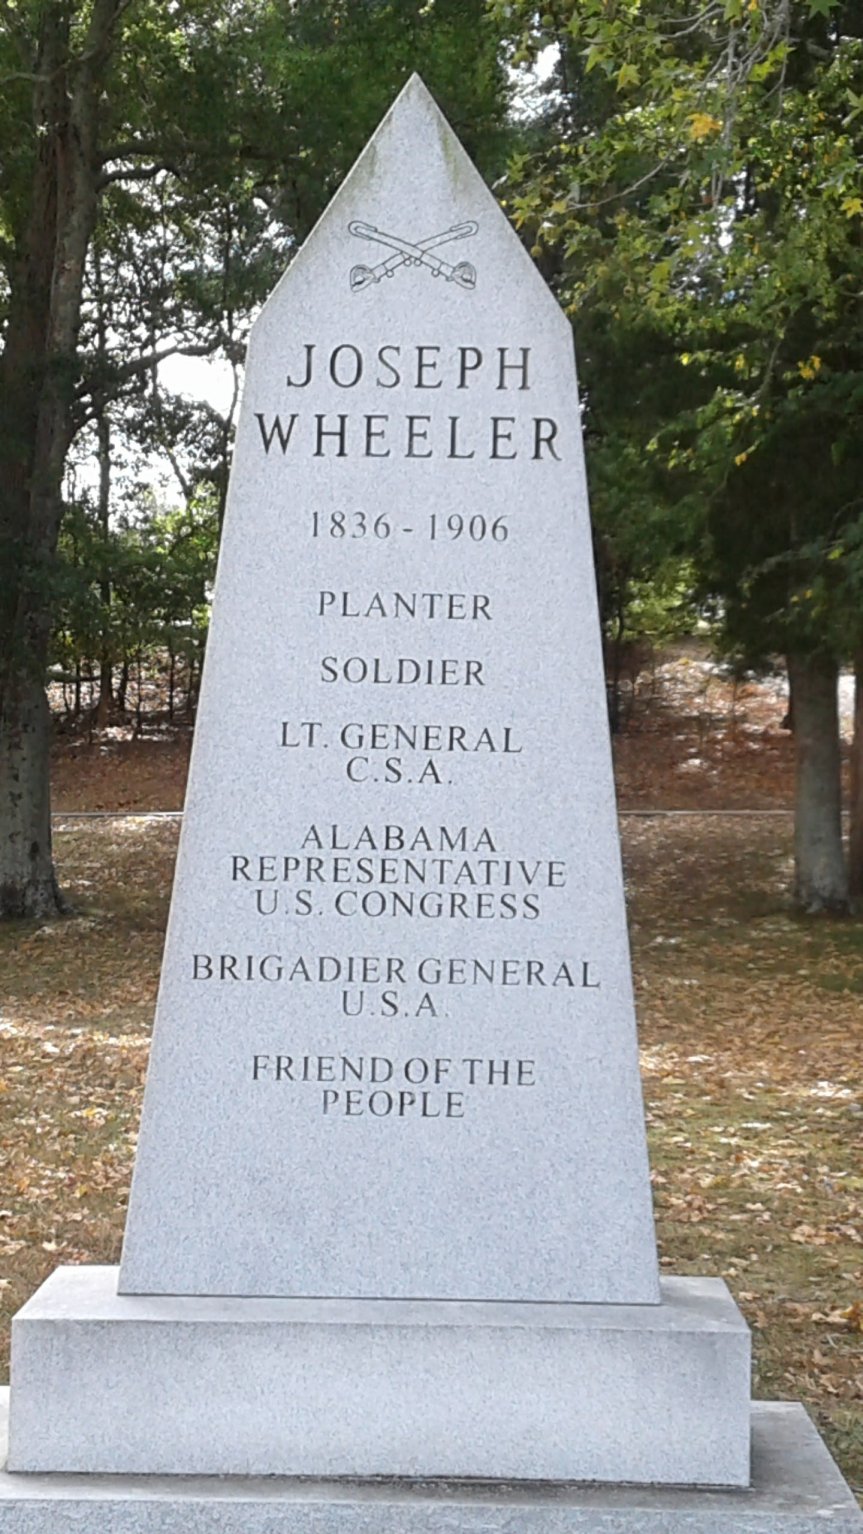 JOSEPH
WHEELER
1836 - 1906
PLANTER
SOLDIER
LT. GENERAL
C.S.A.
ALABAMA
REPRESENTATIVE
U.S. CONGRESS
BRIGADIER GENERAL
U.S.A.
FRIEND OF THE
PEOPLE